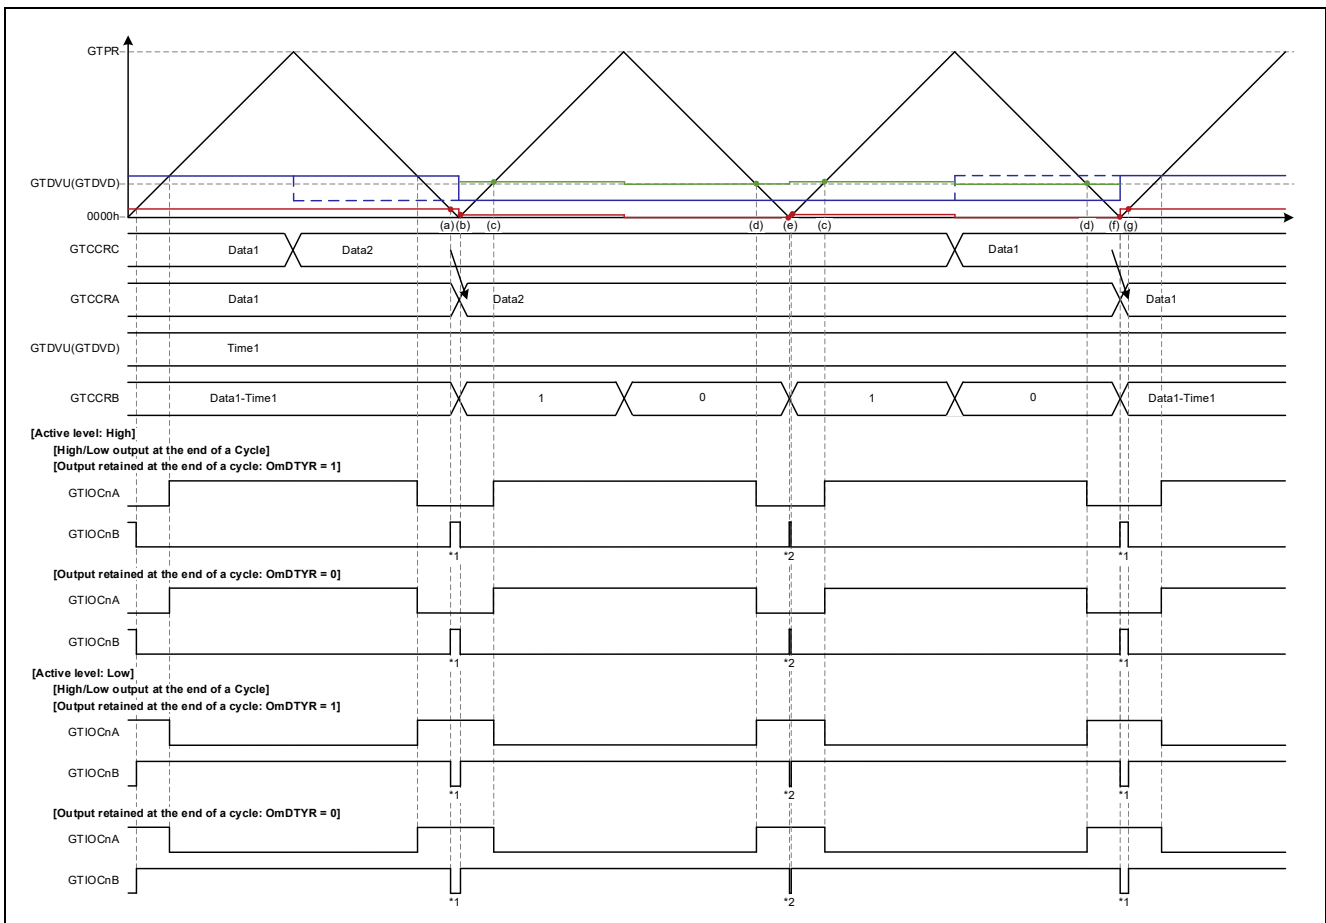 GTPR
GTDVU(GTDVD)
0000h
(a) (b) (c) (d) (e) (c) (d) (f) (g)
GTCCRC Data1 Data2 Data1
GTCCRA Data1 Data2 Data1
GTDVU(GTDVD) Time1
GTCCRB Data1-Time1 1 0 1 0 Data1-Time1
[Active level: High]
[High/Low output at the end of a Cycle]
[Output retained at the end of a cycle: OmDTYR = 1]
GTIOCnA
GTIOCnB
*1 *2 *1
[Output retained at the end of a cycle: OmDTYR = 0]
GTIOCnA
GTIOCnB
*1 *2 *1
[Active level: Low]
[High/Low output at the end of a Cycle]
[Output retained at the end of a cycle: OmDTYR = 1]
GTIOCnA
GTIOCnB
*1 *2 *1
[Output retained at the end of a cycle: OmDTYR = 0]
GTIOCnA
GTIOCnB
*1 *2 *1